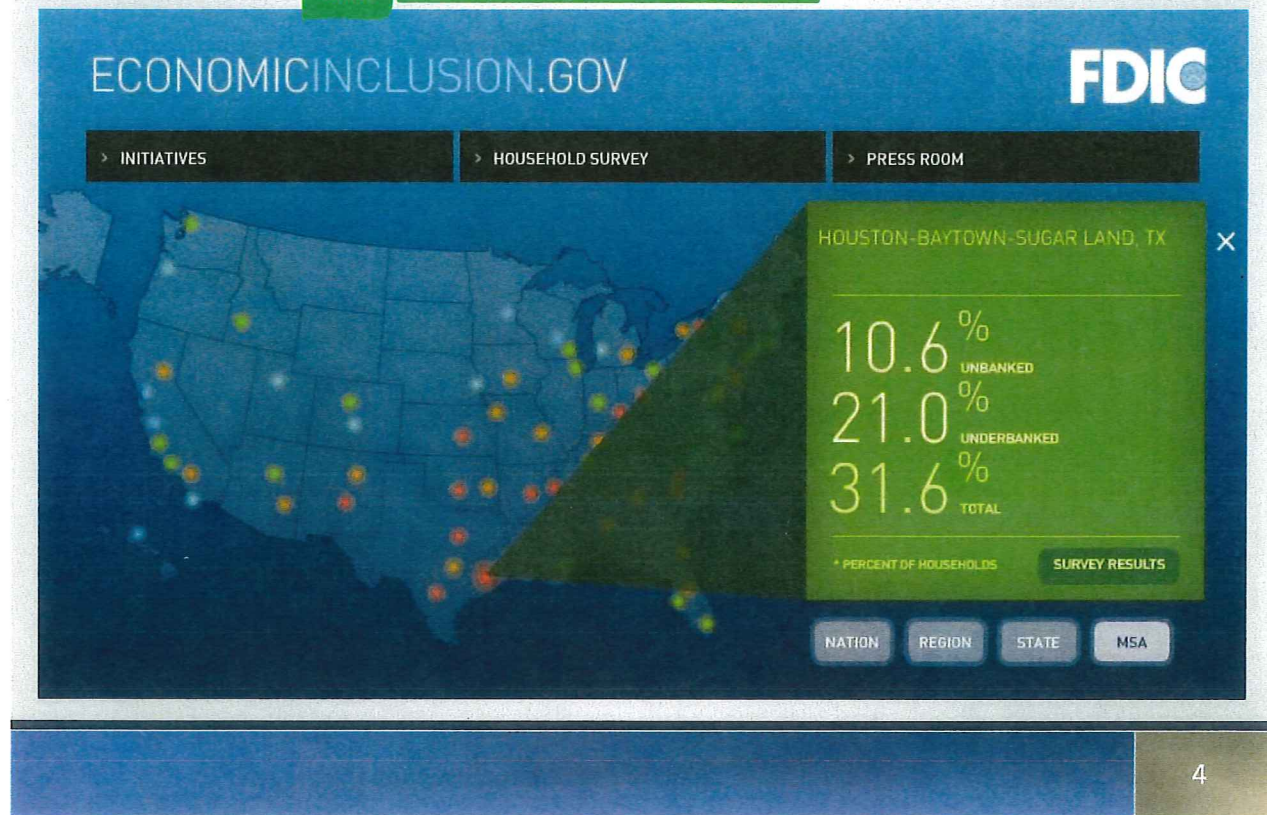 ECONOMICINCLUSION.GOV
FDIC
> INITIATIVES
> HOUSEHOLD SURVEY
> PRESS ROOM
HOUSTON-BAYTOWN-SUGAR LAND, TX
×
10.6% UNBANKED
21.0% UNDERBANKED
31.6% TOTAL
* PERCENT OF HOUSEHOLDS
SURVEY RESULTS
NATION
REGION
STATE
MSA
4